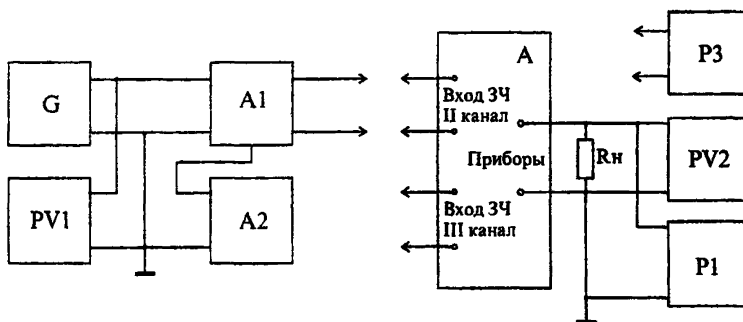 G
A1
PV1
A2
A
Вход ЗЧ
II канал
Приборы
Вход ЗЧ
III канал
Rн
P3
PV2
P1